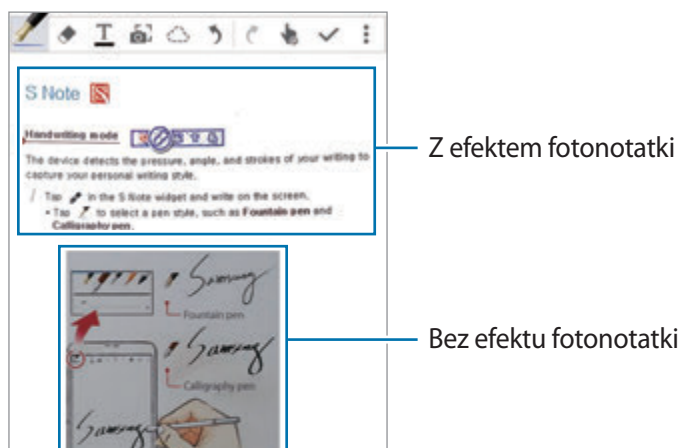 T
S Note
Handwriting mode
The device detects the pressure, angle, and strokes of your writing to
capture your personal writing style.
/ Tap in the S Note widget and write on the screen.
• Tap to select a pen style, such as Fountain pen and
Calligraphy pen.
Z efektem fotonotatki
Samsung
Fountain pen
Bez efektu fotonotatki
Samsung
Calligraphy pen
Samsung